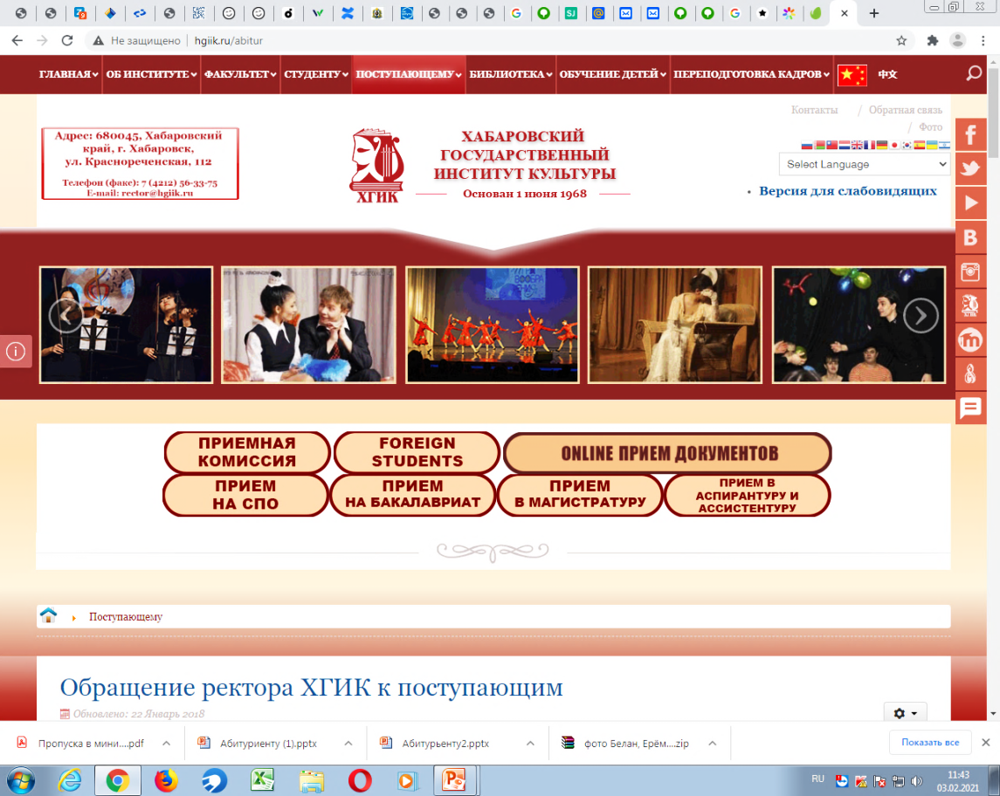 Не защищено | hgiik.ru/abitur
ГЛАВНАЯ ОБ ИНСТИТУТЕ ФАКУЛЬТЕТ СТУДЕНТУ ПОСТУПАЮЩЕМУ БИБЛИОТЕКА ОБУЧЕНИЕ ДЕТЕЙ ПЕРЕПОДГОТОВКА КАДРОВ 中文
Контакты / Обратная связь
/ Фото
Адрес: 680045, Хабаровский
край, г. Хабаровск,
ул. Краснореченская, 112
Телефон (факс): 7 (4212) 56-33-75
E-mail: rector@hgiik.ru
ХГИК
ХАБАРОВСКИЙ
ГОСУДАРСТВЕННЫЙ
ИНСТИТУТ КУЛЬТУРЫ
Основан 1 июня 1968
Select Language
• Версия для слабовидящих
ПРИЕМНАЯ
КОМИССИЯ
FOREIGN
STUDENTS
ONLINE ПРИЕМ ДОКУМЕНТОВ
ПРИЕМ
НА СПО
ПРИЕМ
НА БАКАЛАВРИАТ
ПРИЕМ
В МАГИСТРАТУРУ
ПРИЕМ В
АСПИРАНТУРУ И
АССИСТЕНТУРУ
Поступающему
Обращение ректора ХГИК к поступающим
Обновлено: 22 Январь 2018
Пропуска в мини....pdf
Абитуриенту (1).pptx
Абитурьенту2.pptx
фото Белан, Ерём....zip
Показать все
RU
11:43
03.02.2021